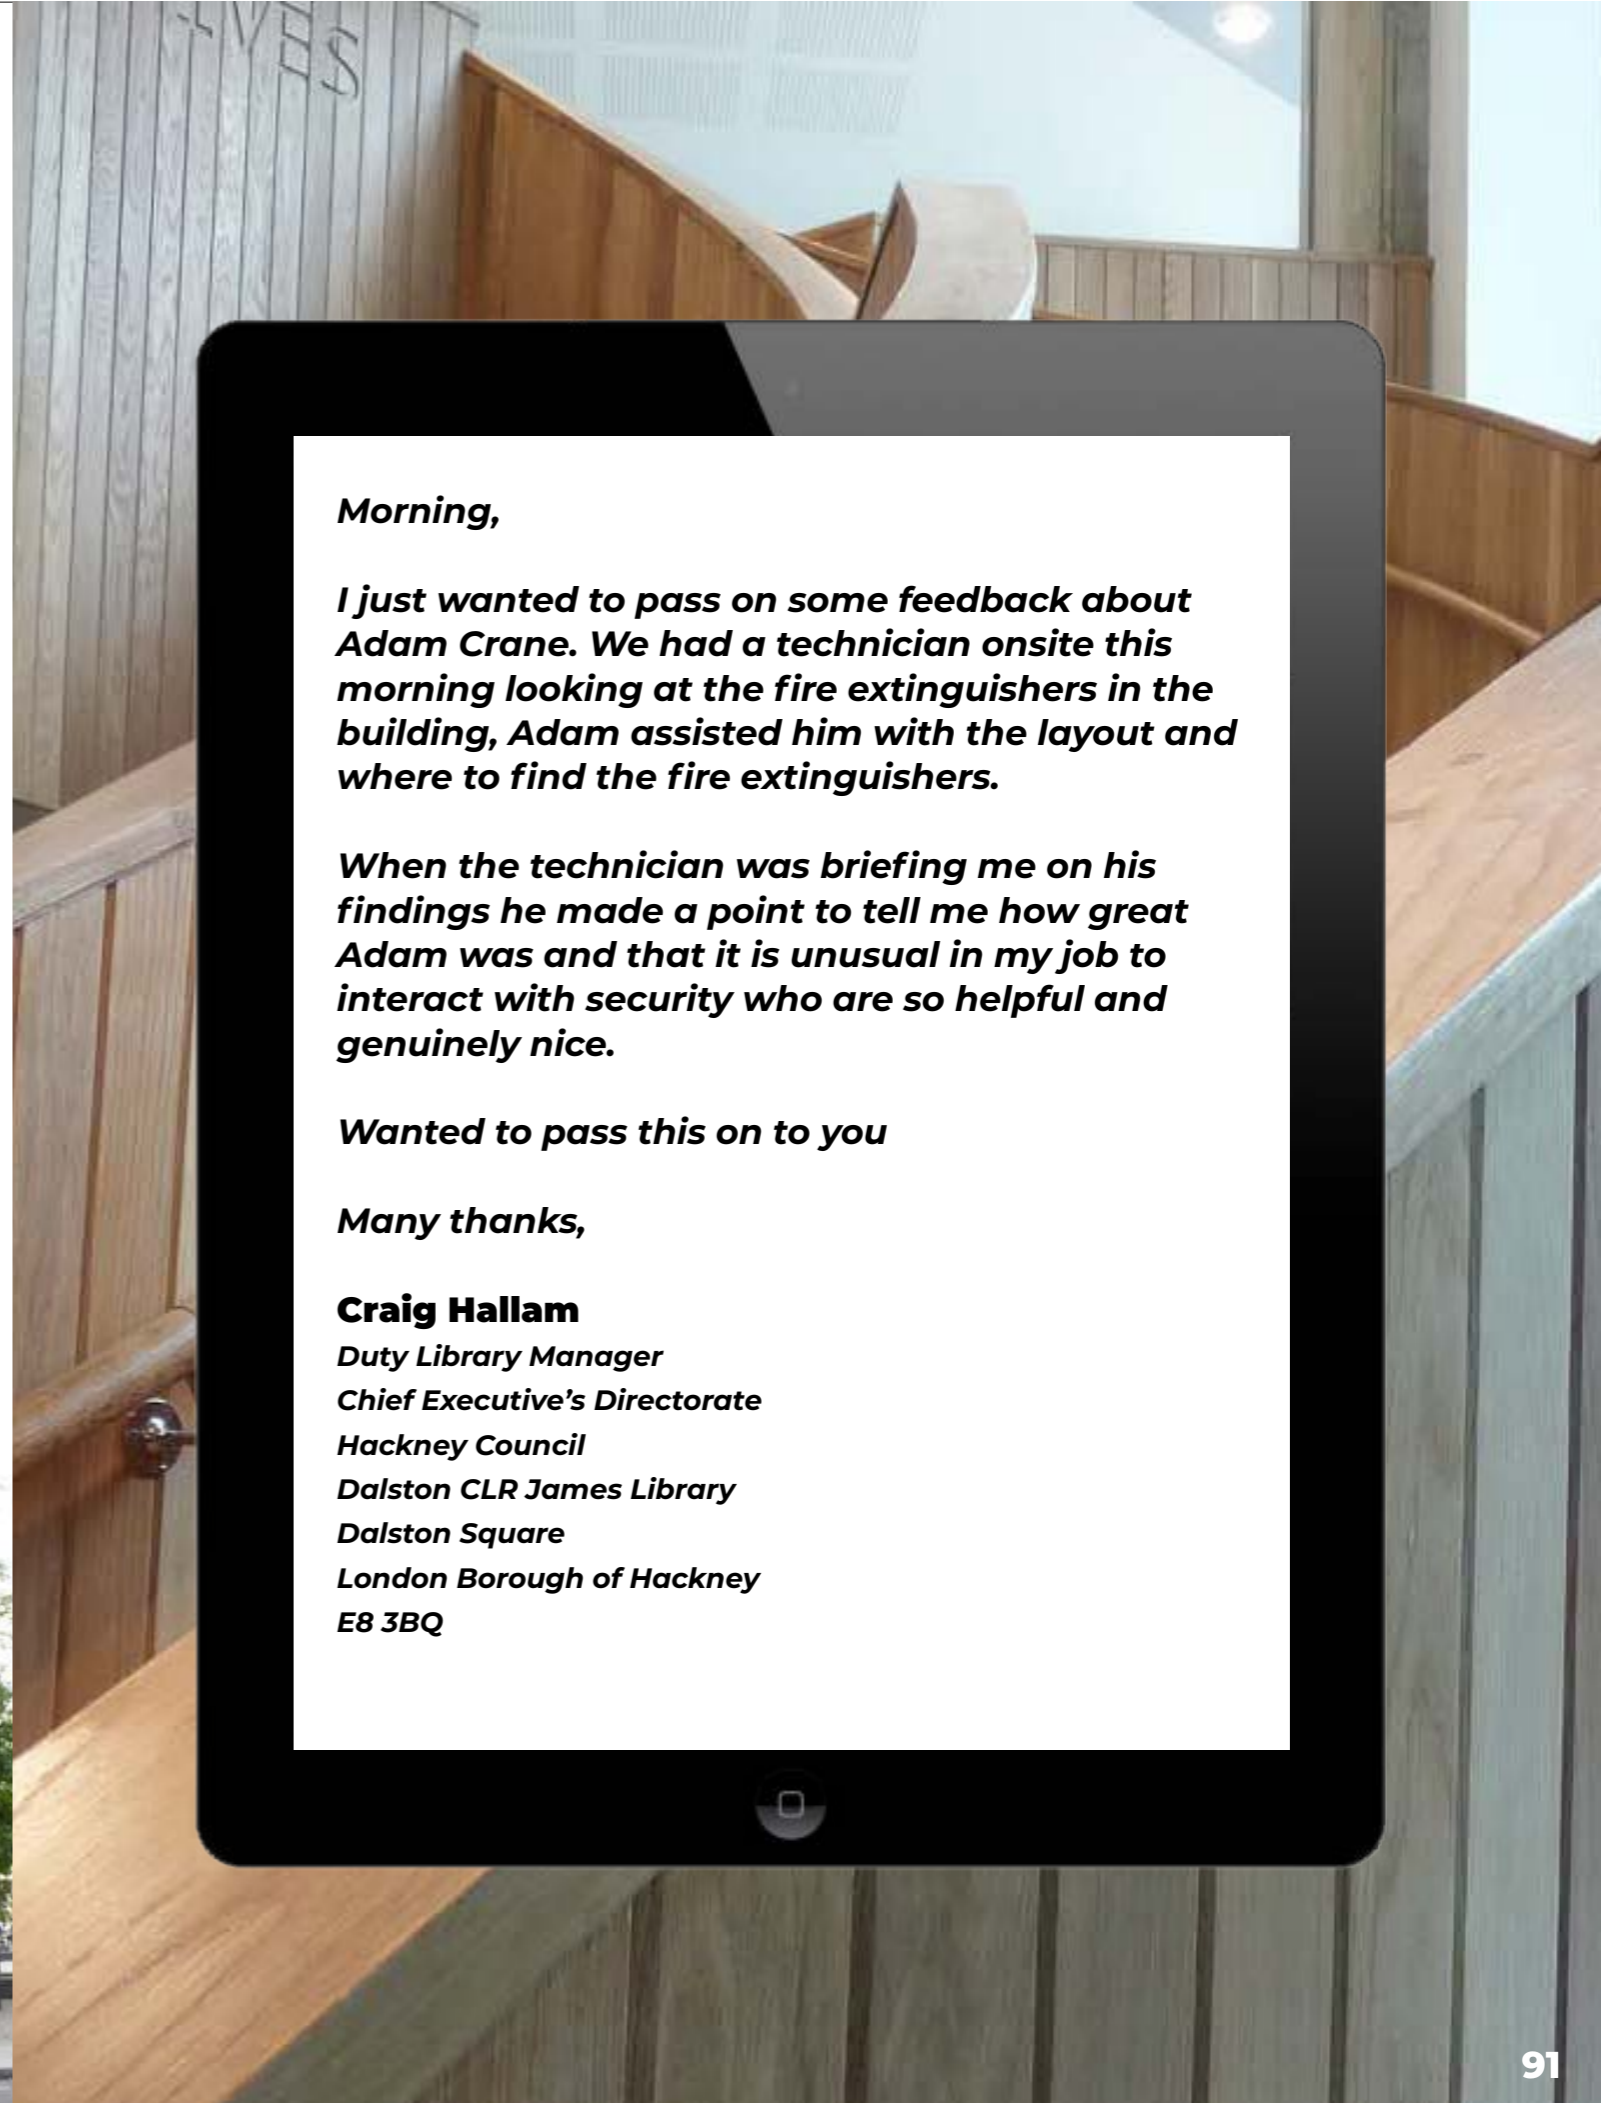 Morning,
I just wanted to pass on some feedback about
Adam Crane. We had a technician onsite this
morning looking at the fire extinguishers in the
building, Adam assisted him with the layout and
where to find the fire extinguishers.
When the technician was briefing me on his
findings he made a point to tell me how great
Adam was and that it is unusual in my job to
interact with security who are so helpful and
genuinely nice.
Wanted to pass this on to you
Many thanks,
Craig Hallam
Duty Library Manager
Chief Executive’s Directorate
Hackney Council
Dalston CLR James Library
Dalston Square
London Borough of Hackney
E8 3BQ
91